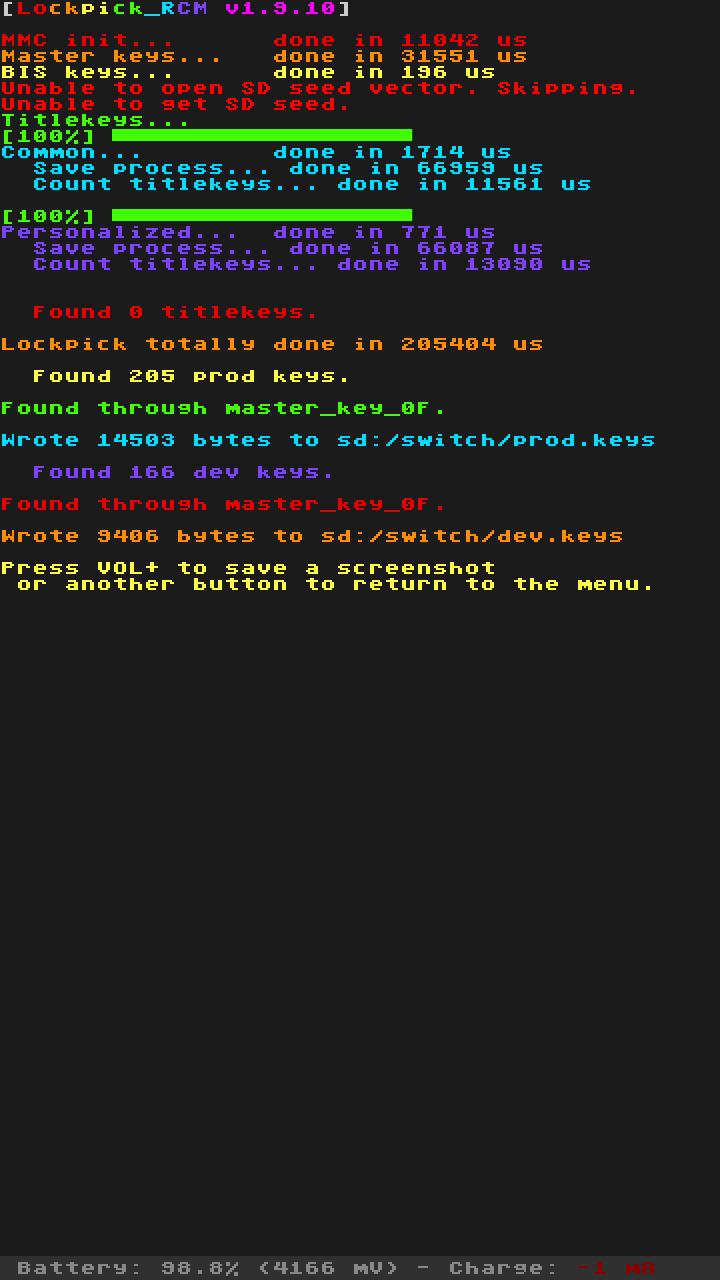 [Lockpick_RCM v1.9.10]
MMC init... done in 11042 us
Master keys... done in 31551 us
BIS keys... done in 196 us
Unable to open SD seed vector. Skipping.
Unable to get SD seed.
Titlekeys...
[100%]
Common... done in 1714 us
Save process... done in 66959 us
Count titlekeys... done in 11561 us
[100%]
Personalized... done in 771 us
Save process... done in 66087 us
Count titlekeys... done in 13090 us
Found 0 titlekeys.
Lockpick totally done in 205404 us
Found 205 prod keys.
Found through master_key_0F.
Wrote 14503 bytes to sd:/switch/prod.keys
Found 166 dev keys.
Found through master_key_0F.
Wrote 9406 bytes to sd:/switch/dev.keys
Press VOL+ to save a screenshot
or another button to return to the menu.
Battery: 98.8% (4166 mV) - Charge: -1 mA